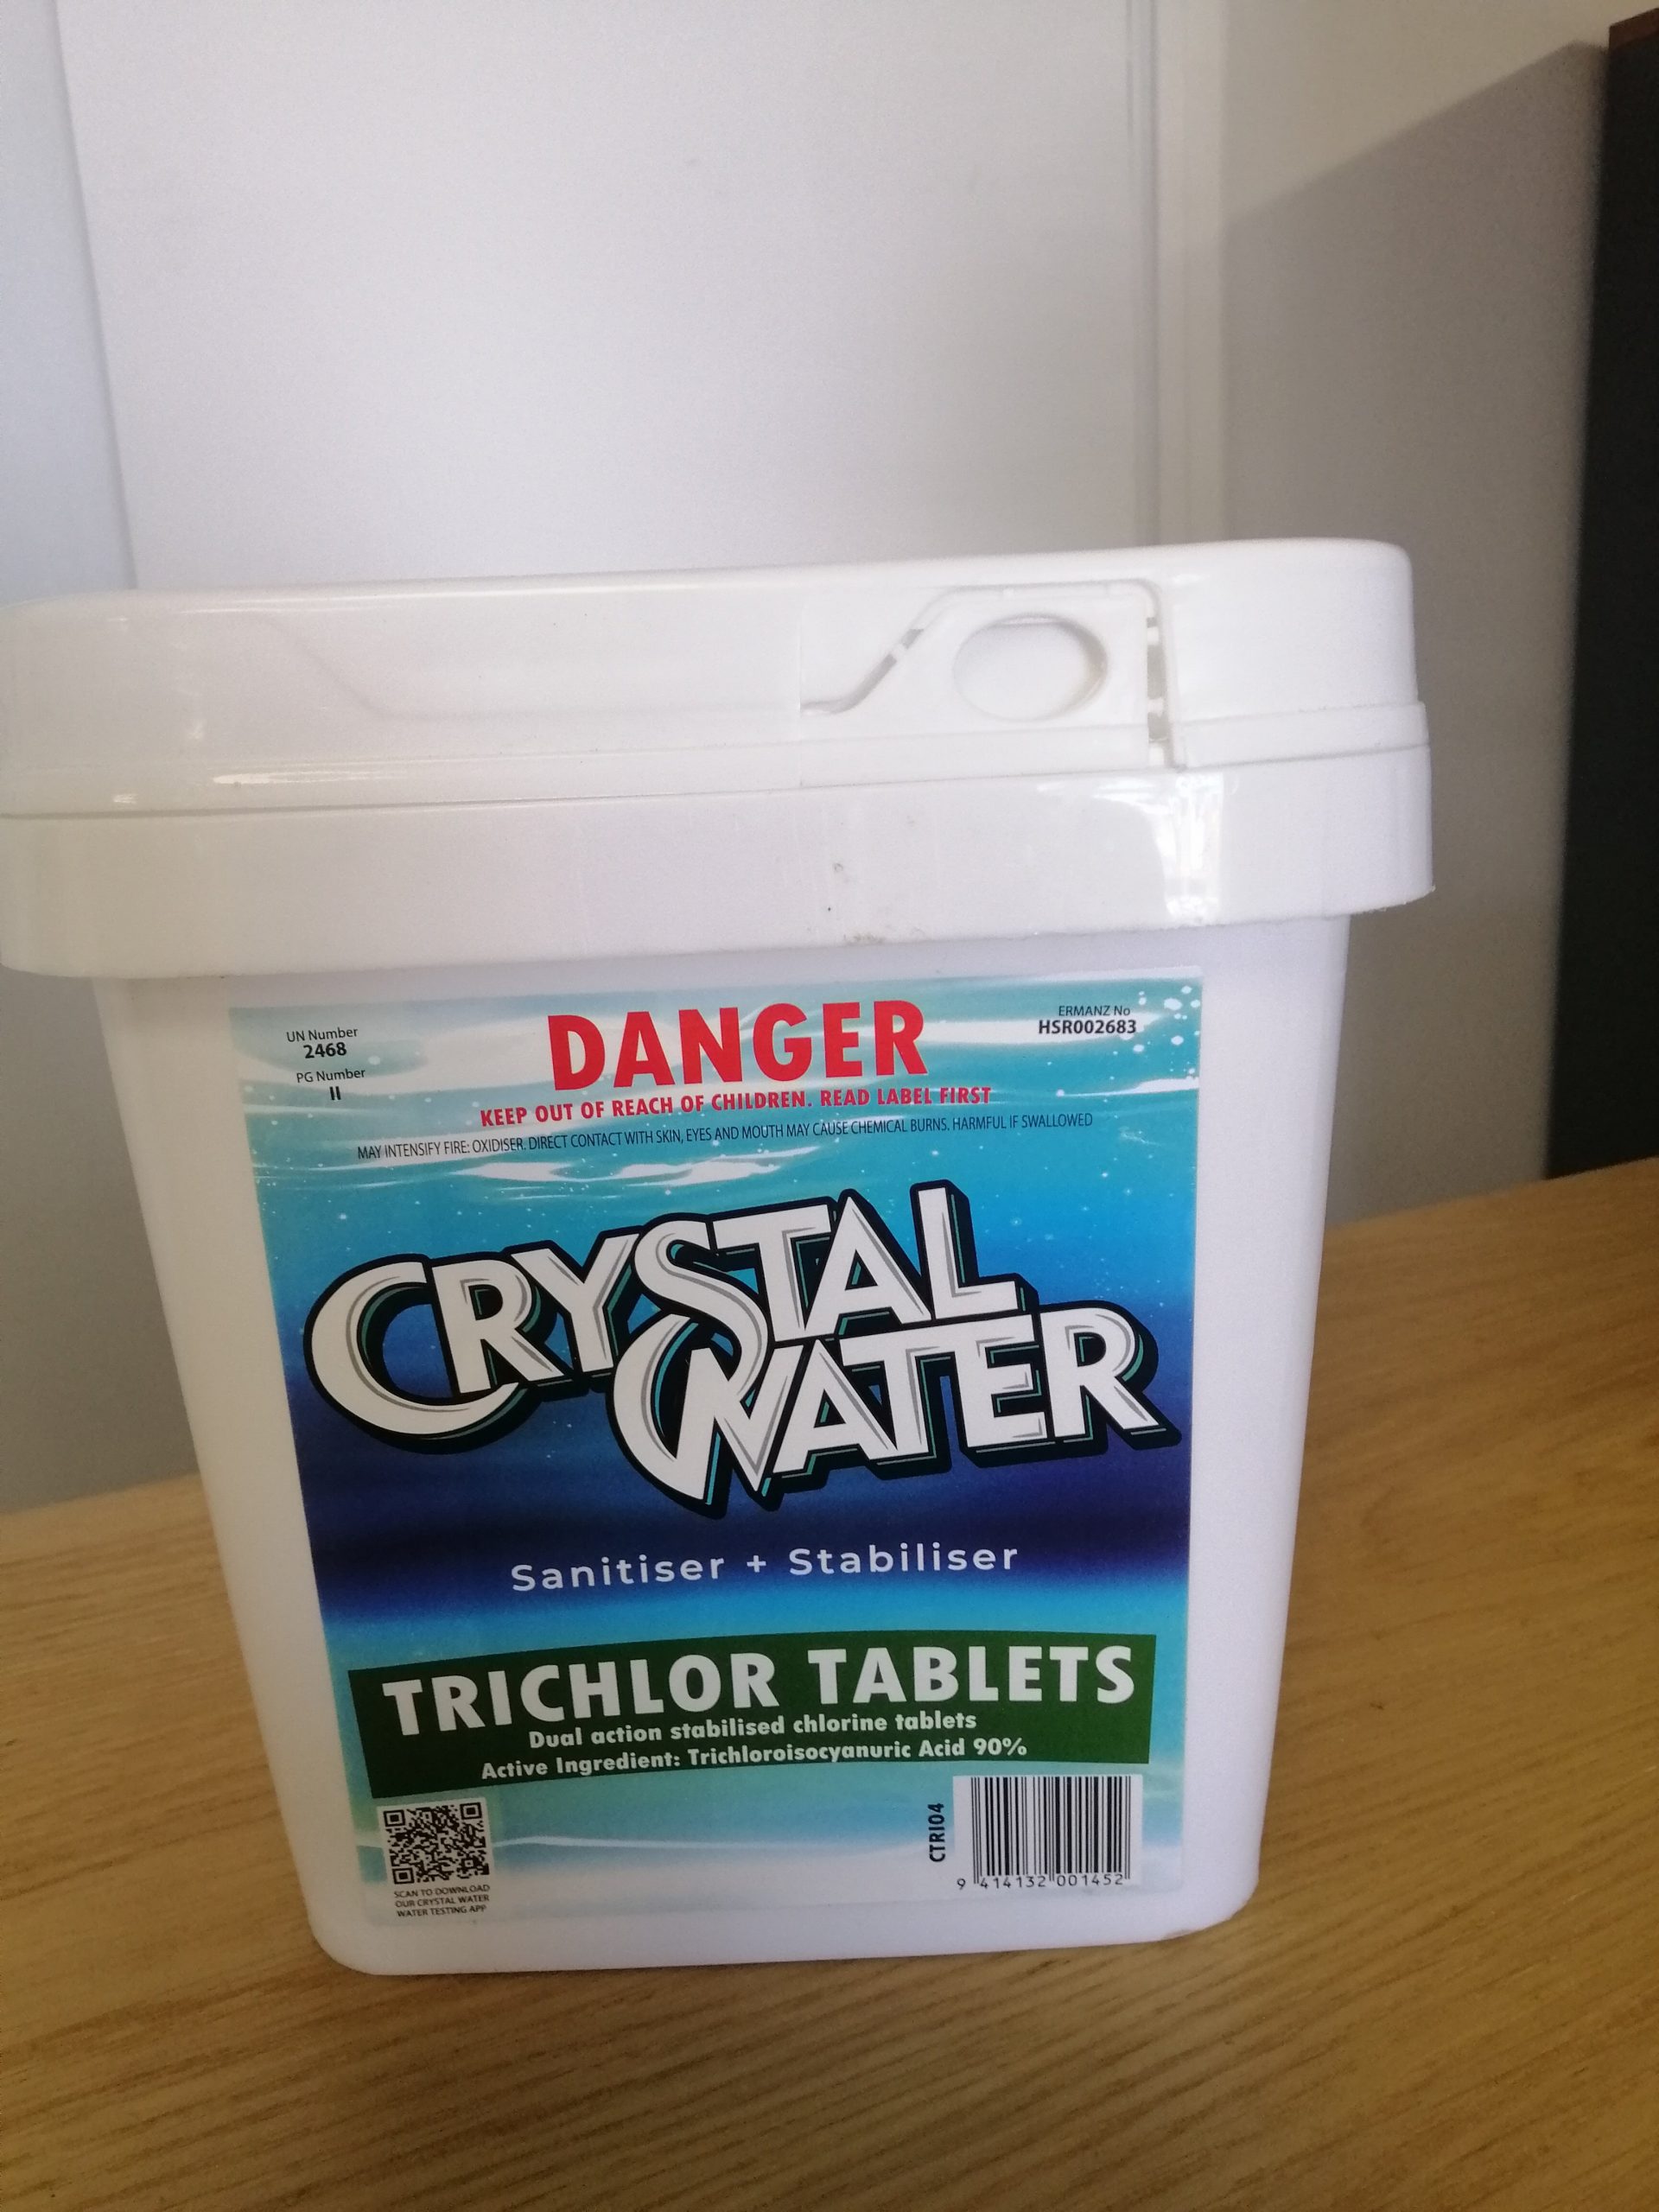 UN Number
2468
PG Number
II
DANGER
ERMANZ No
HSR002683
KEEP OUT OF REACH OF CHILDREN. READ LABEL FIRST
MAY INTENSIFY FIRE: OXIDISER. DIRECT CONTACT WITH SKIN, EYES AND MOUTH MAY CAUSE CHEMICAL BURNS. HARMFUL IF SWALLOWED
CRYSTAL
WATER
Sanitiser + Stabiliser
TRICHLOR TABLETS
Dual action stabilised chlorine tablets
Active Ingredient: Trichloroisocyanuric Acid 90%
SCAN TO DOWNLOAD
OUR CRYSTAL WATER
WATER TESTING APP
CTRI04
9 414132 001452